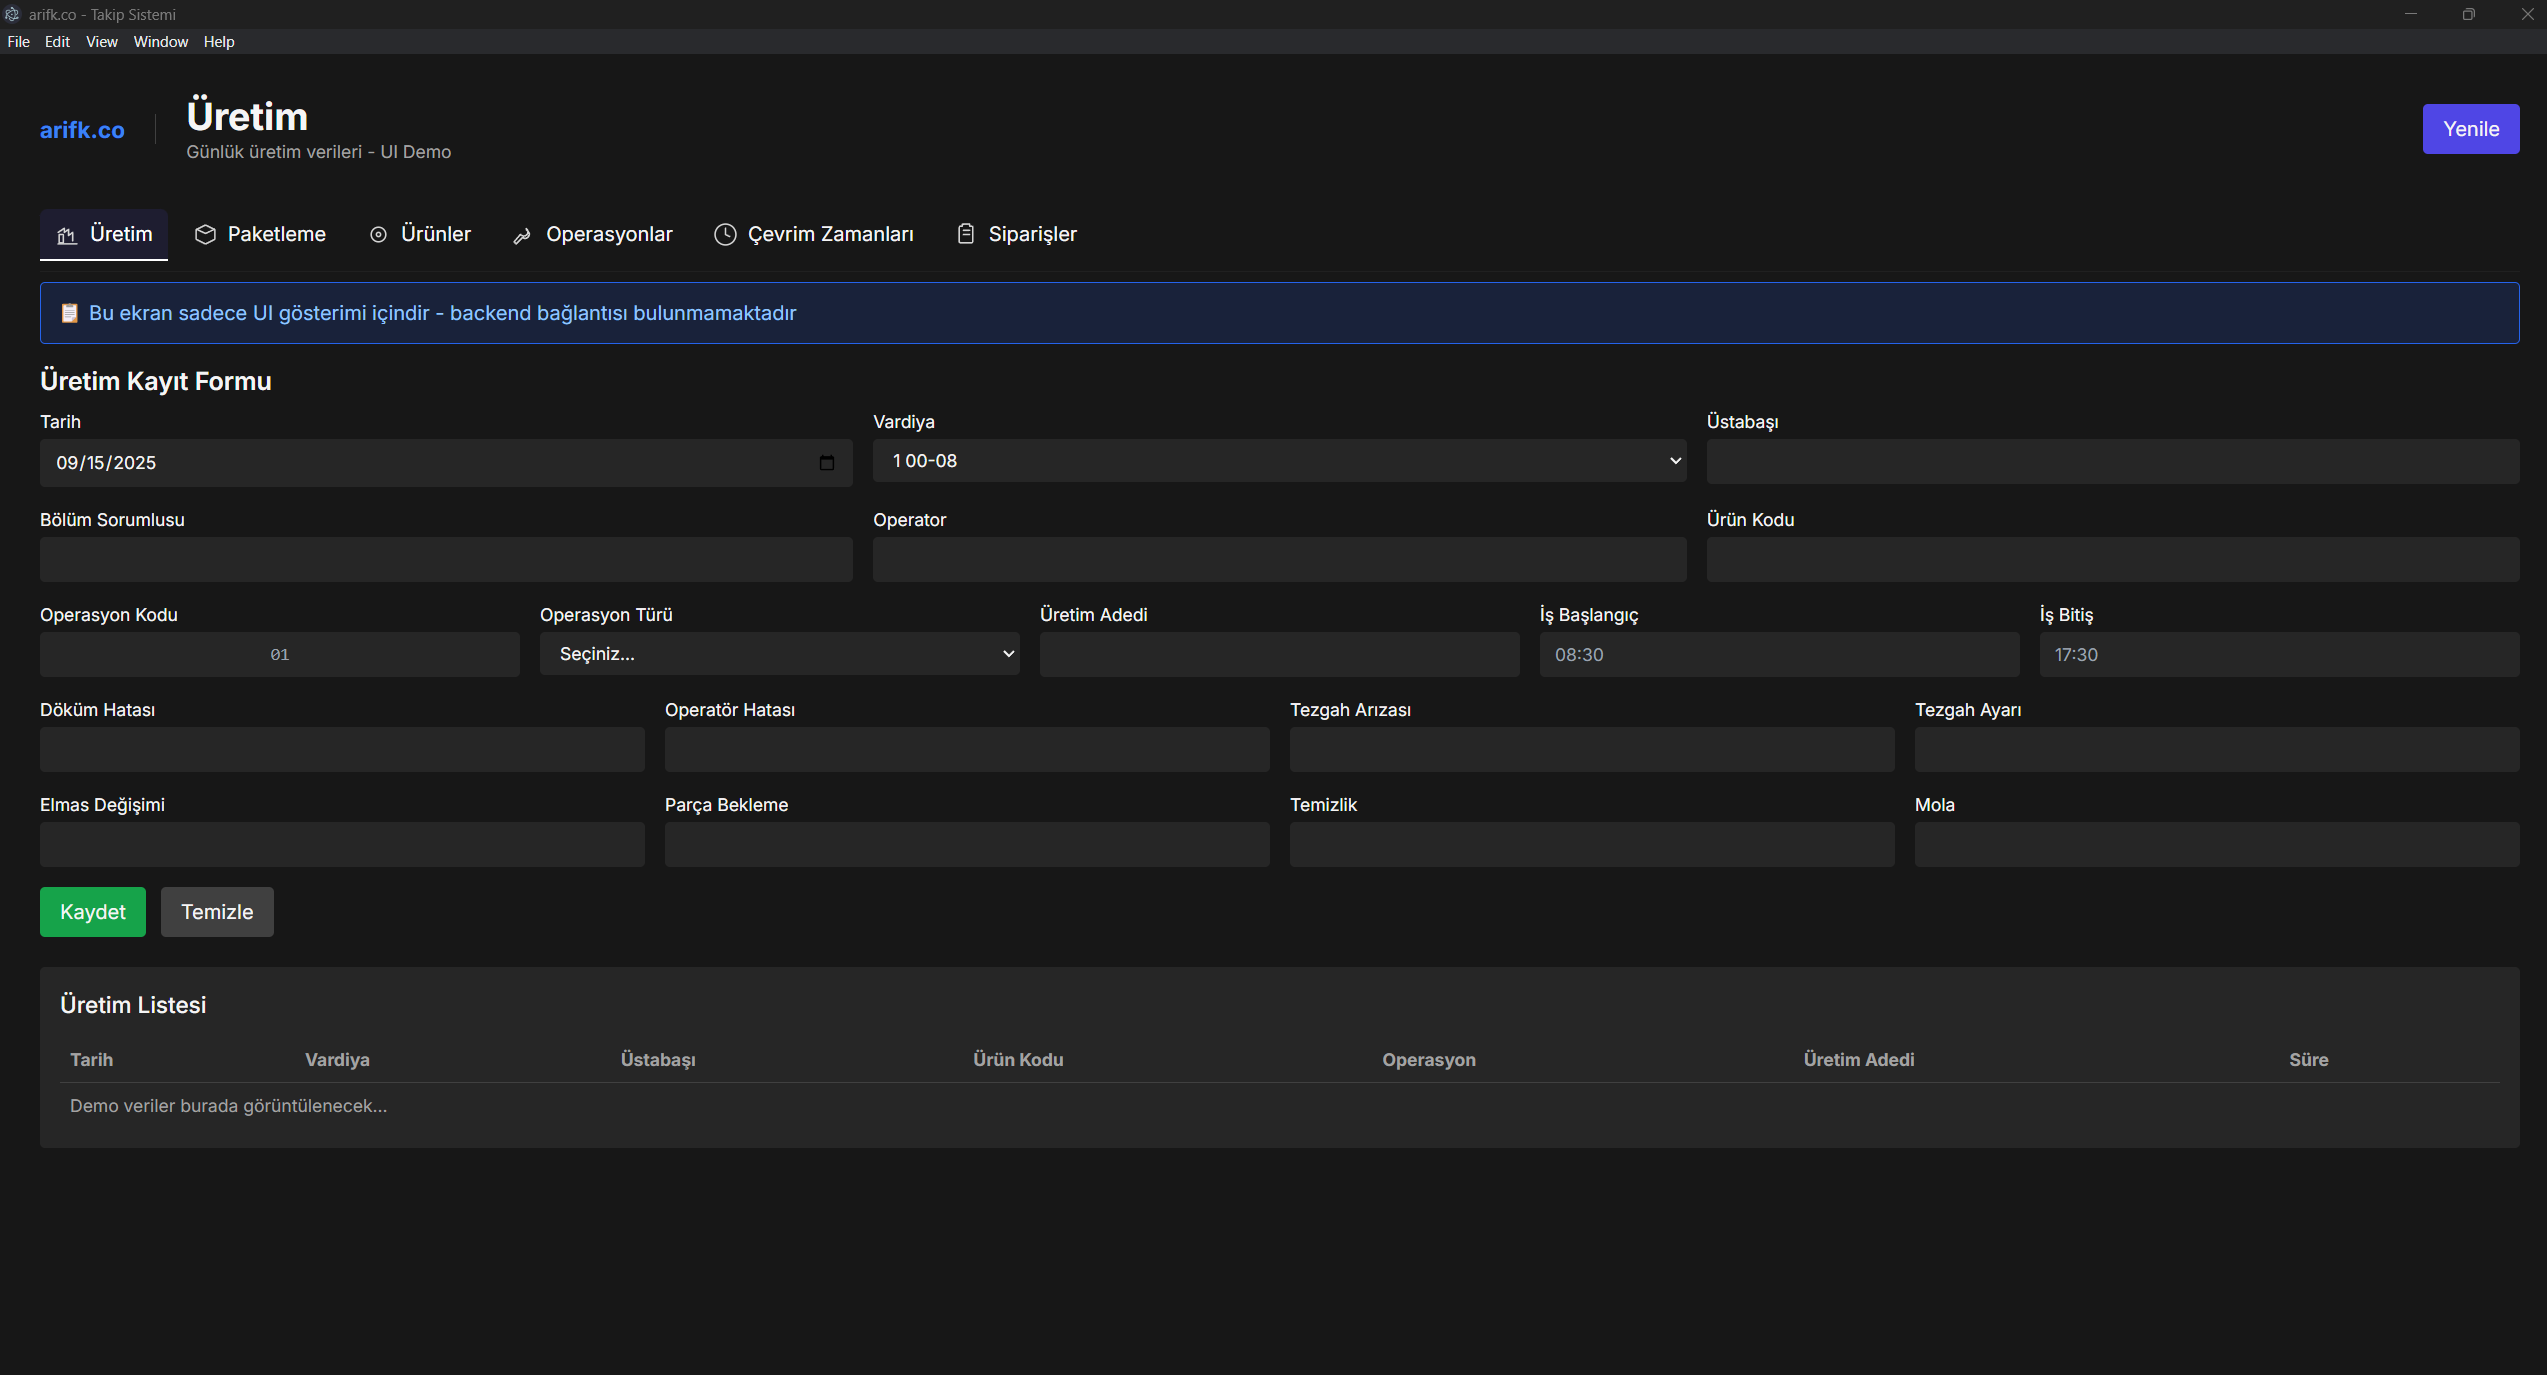 arifk.co - Takip Sistemi
File Edit View Window Help
arifk.co
Üretim
Günlük üretim verileri - UI Demo
Yenile
Üretim Paketleme Ürünler Operasyonlar Çevrim Zamanları Siparişler
📋 Bu ekran sadece UI gösterimi içindir - backend bağlantısı bulunmamaktadır
Üretim Kayıt Formu
Tarih Vardiya Üstabaşı
09/15/2025 1 00-08
Bölüm Sorumlusu Operator Ürün Kodu
Operasyon Kodu Operasyon Türü Üretim Adedi İş Başlangıç İş Bitiş
01 Seçiniz... 08:30 17:30
Döküm Hatası Operatör Hatası Tezgah Arızası Tezgah Ayarı
Elmas Değişimi Parça Bekleme Temizlik Mola
Kaydet Temizle
Üretim Listesi
Tarih Vardiya Üstabaşı Ürün Kodu Operasyon Üretim Adedi Süre
Demo veriler burada görüntülenecek...